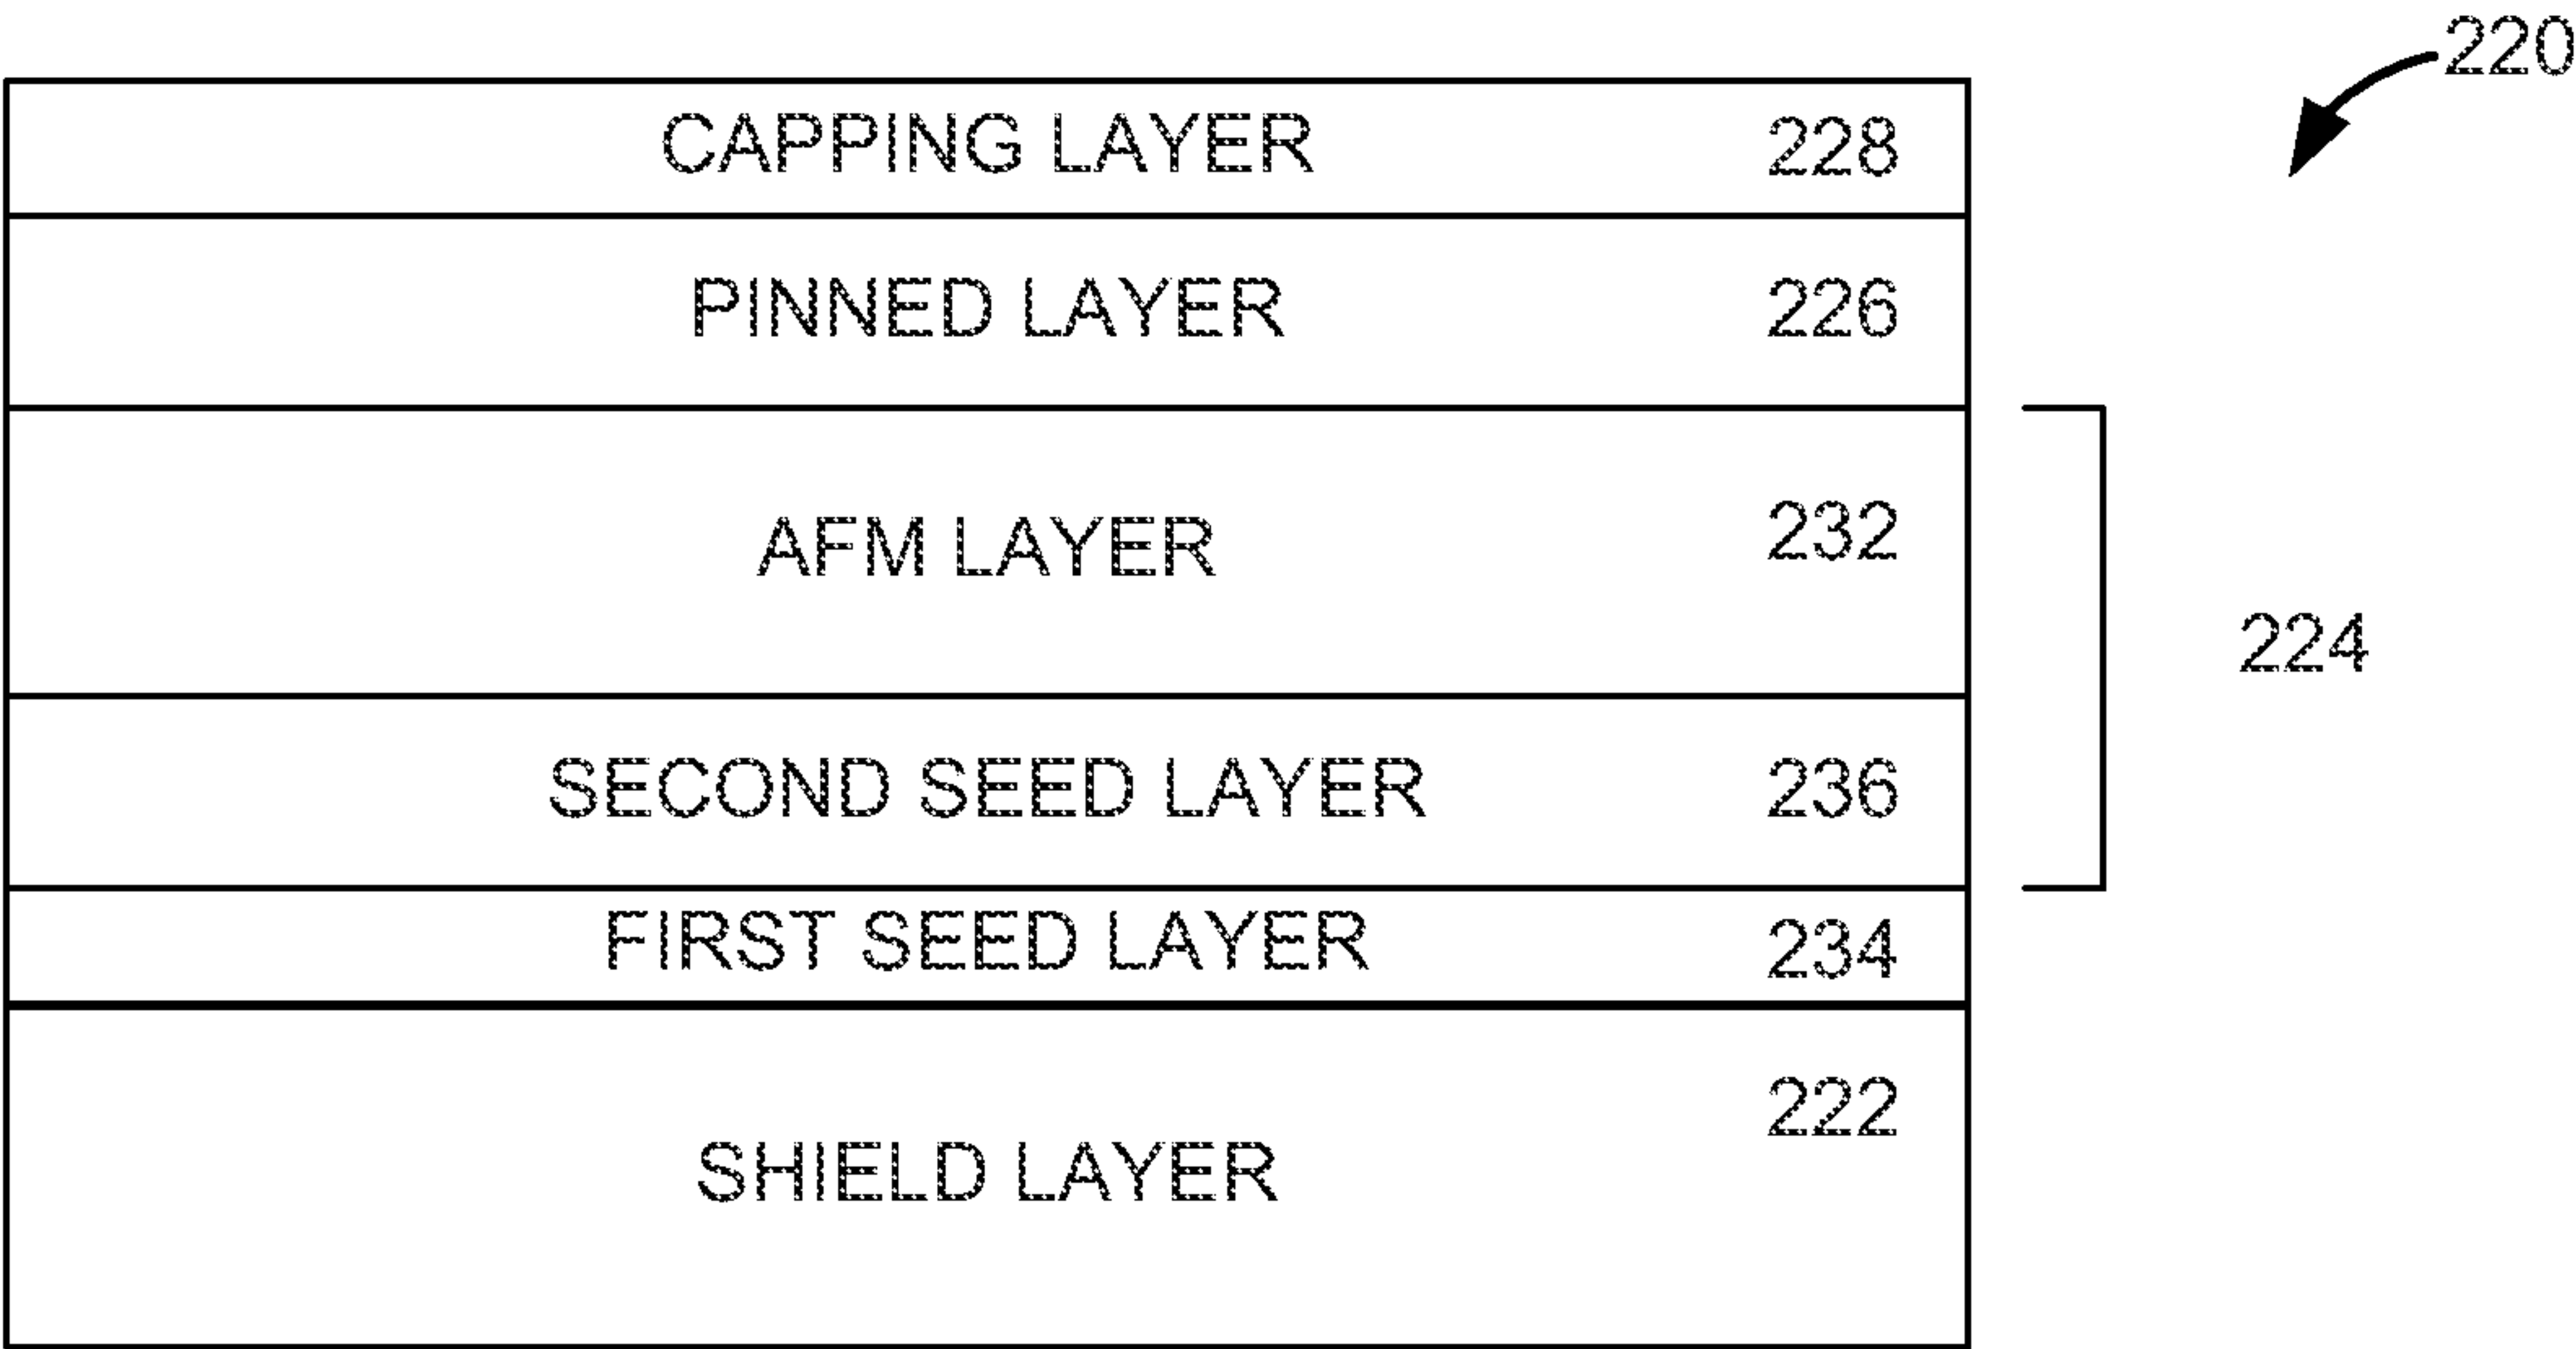 220
CAPPING LAYER 228
PINNED LAYER 226
AFM LAYER 232
224
SECOND SEED LAYER 236
FIRST SEED LAYER 234
222
SHIELD LAYER